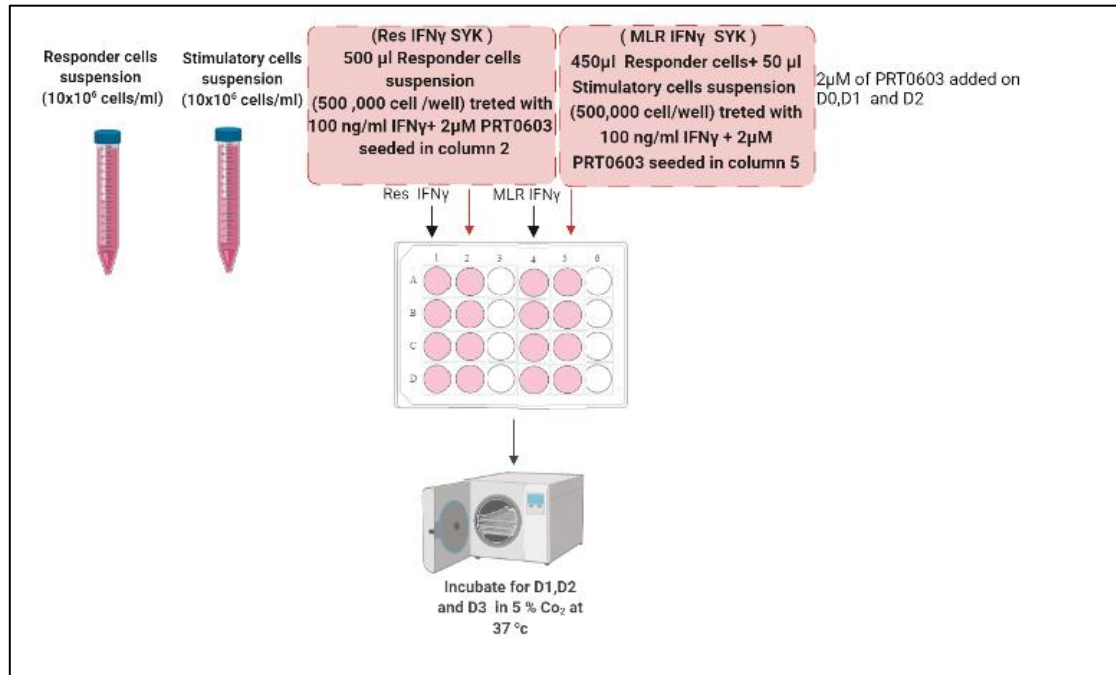 Responder cells
suspension
(10x10⁶ cells/ml)
Stimulatory cells
suspension
(10x10⁶ cells/ml)
(Res IFNγ SYK )
500 µl Responder cells
suspension
(500 ,000 cell /well) treted with
100 ng/ml IFNγ+ 2µM PRT0603
seeded in column 2
( MLR IFNγ SYK )
450µl Responder cells+ 50 µl
Stimulatory cells suspension
(500,000 cell/well) treted with
100 ng/ml IFNγ + 2µM
PRT0603 seeded in column 5
2µM of PRT0603 added on
D0,D1 and D2
Res IFNγ
MLR IFNγ
1 2 3 4 5 6
A
B
C
D
Incubate for D1,D2
and D3 in 5 % Co₂ at
37 ºc